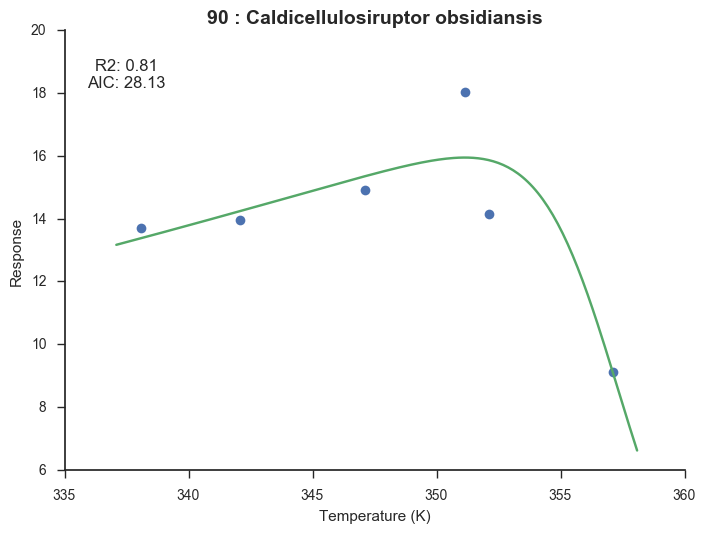 90 : Caldicellulosiruptor obsidiansis
R2: 0.81
AIC: 28.13
Response
20
18
16
14
12
10
8
6
335
340
345
350
355
360
Temperature (K)